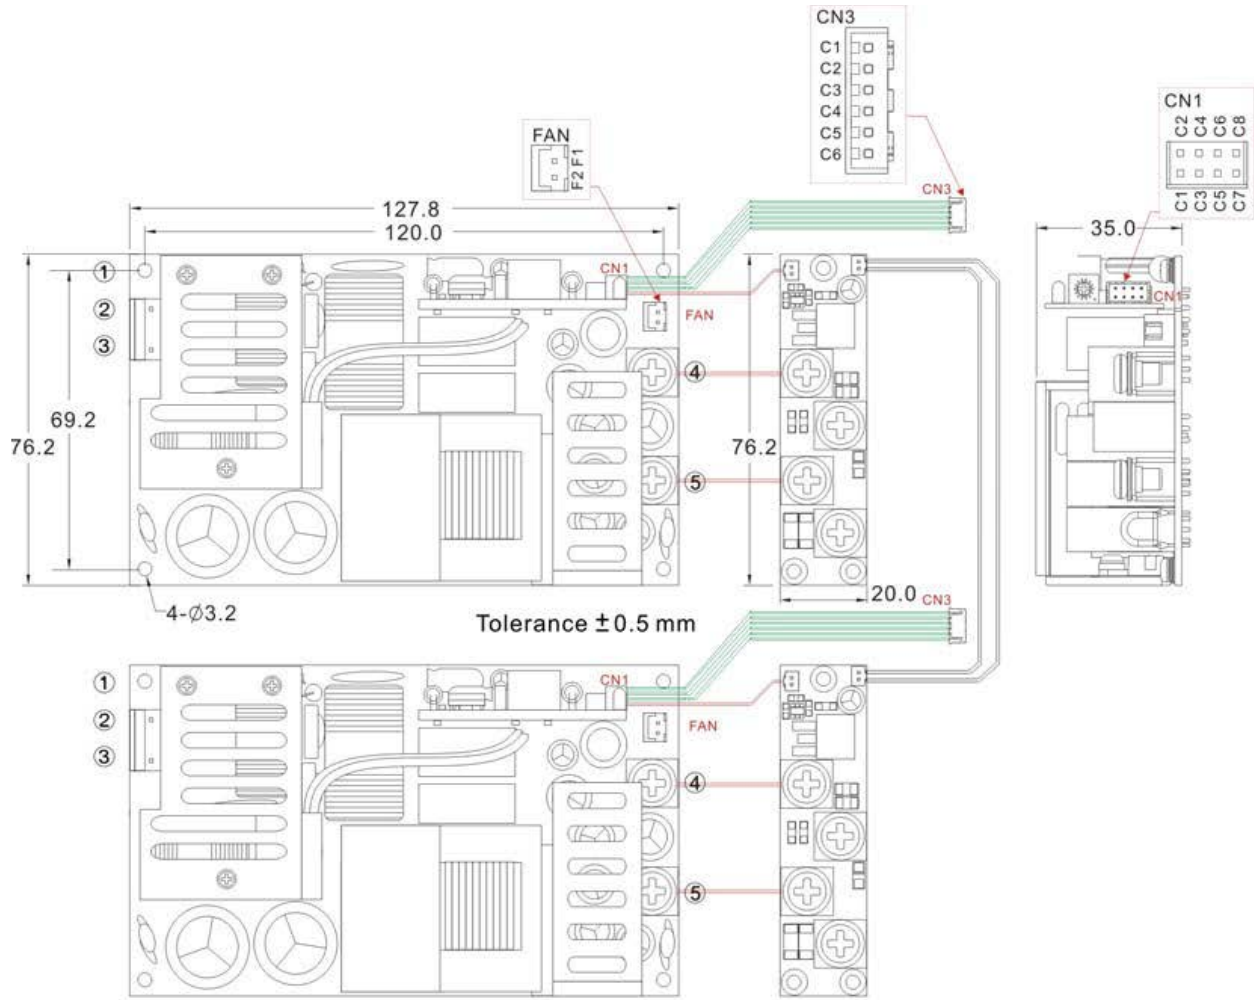 CN3
C1
C2
C3
C4
C5
C6
CN1
C2 C4 C6 C8
C1 C3 C5 C7
FAN
F2 F1
CN3
127.8
120.0
35.0
①
CN1
②
FAN
CN1
③
④
69.2
76.2
76.2
⑤
4-Ø3.2
20.0
CN3
Tolerance ±0.5 mm
①
CN1
②
FAN
③
④
⑤